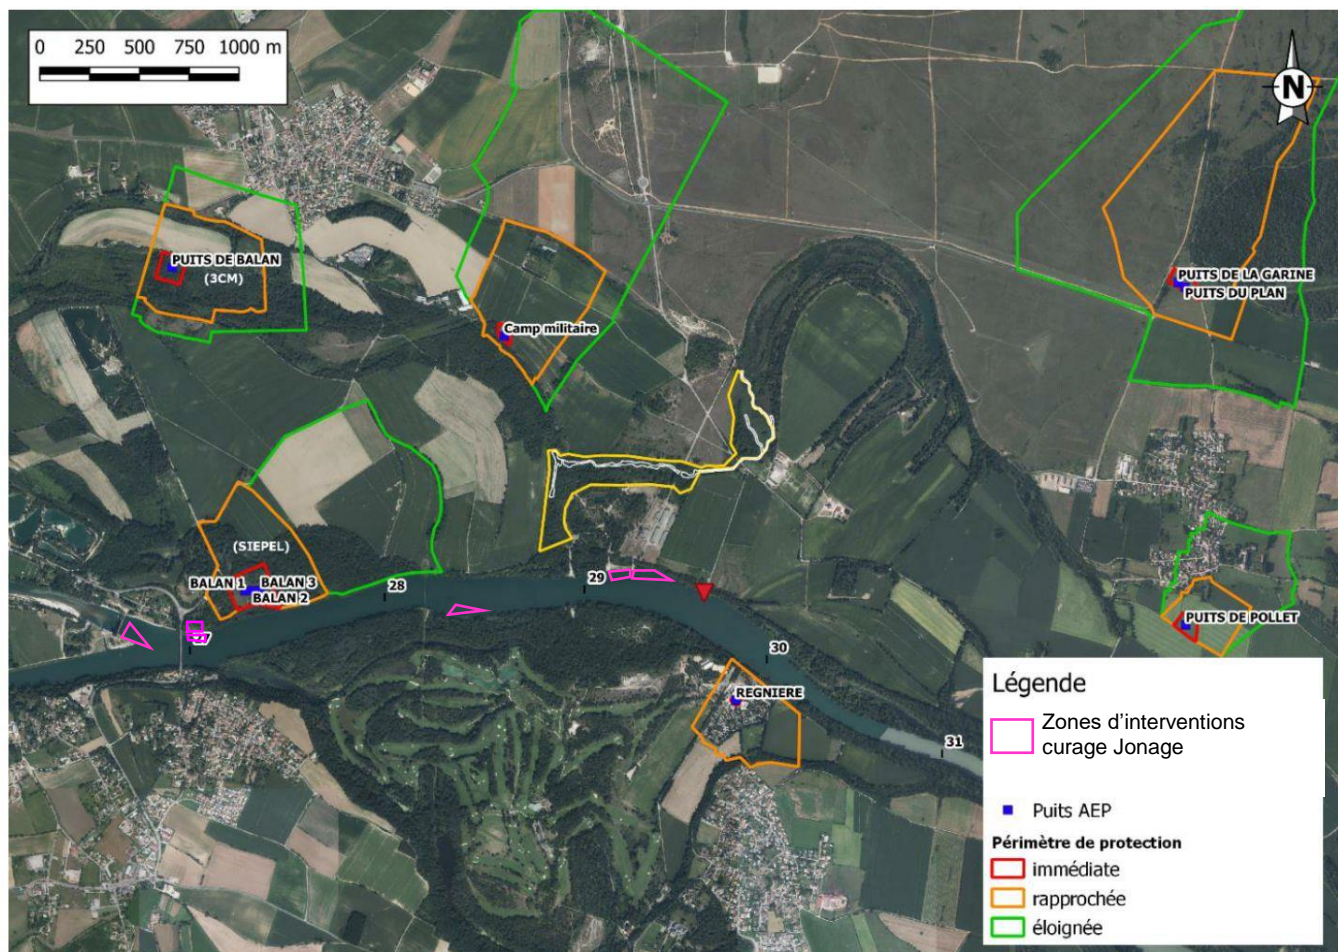 0 250 500 750 1000 m
N
PUITS DE BALAN
(3CM)
PUITS DE LA GARINE
PUITS DU PLAN
Camp militaire
(SIEPEL)
BALAN 1
BALAN 3
BALAN 2
28
29
27
PUITS DE POLLET
30
REGNIERE
31
Légende
Zones d'interventions
curage Jonage
Puits AEP
Périmètre de protection
immédiate
rapprochée
éloignée